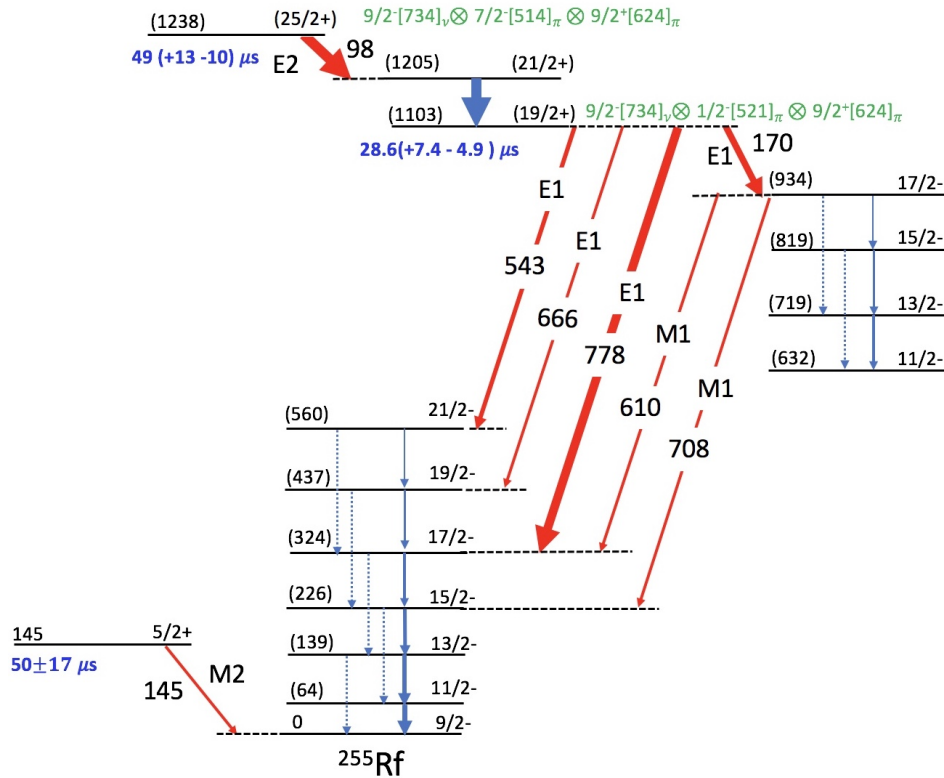 (1238) (25/2+) 9/2⁻[734]ᵥ⊗ 7/2⁻[514]π ⊗ 9/2⁺[624]π
49 (+13 -10) μs E2 98
(1205) (21/2+)
(1103) (19/2+) 9/2⁻[734]ᵥ⊗ 1/2⁻[521]π ⊗ 9/2⁺[624]π
28.6(+7.4 - 4.9 ) μs
E1 170
(934) 17/2-
E1
E1
(819) 15/2-
543
E1
666
M1
(719) 13/2-
778
(632) 11/2-
M1
610
(560) 21/2-
708
(437) 19/2-
(324) 17/2-
(226) 15/2-
145 5/2+
(139) 13/2-
50±17 μs
M2
145
(64) 11/2-
0 9/2-
²⁵⁵Rf